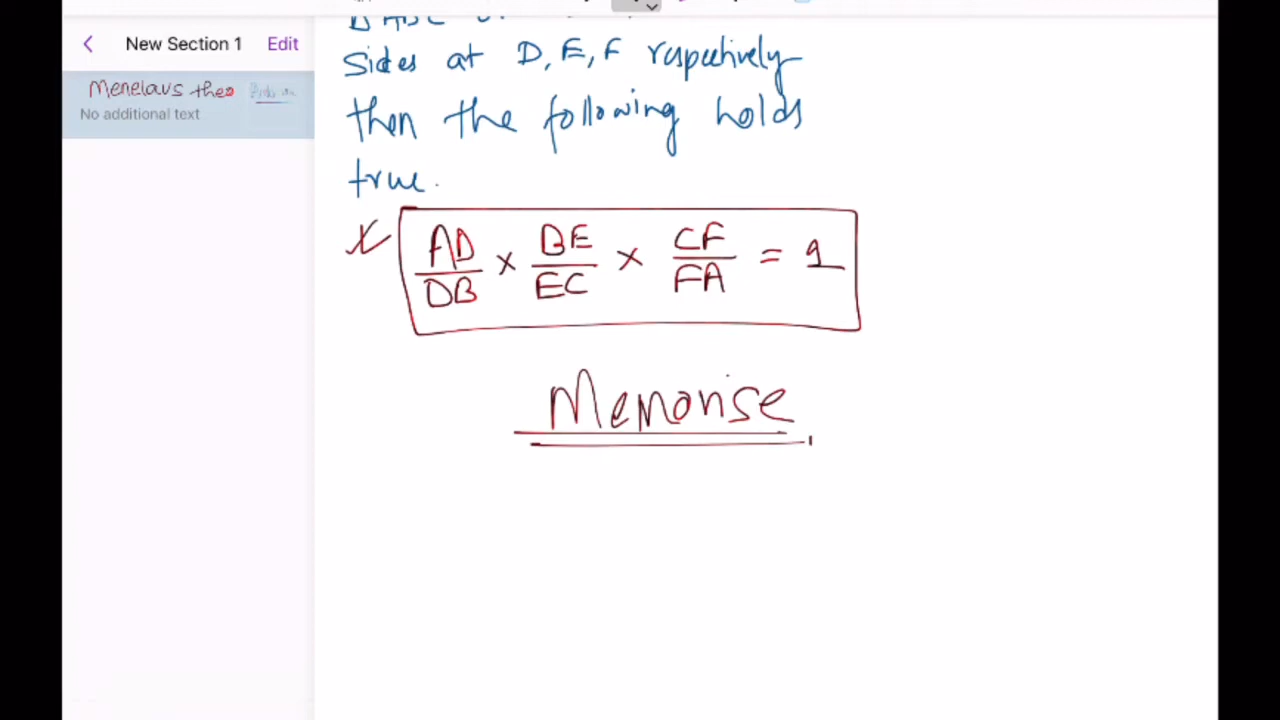 New Section 1 Edit
Menelaus theo
No additional text
sides at D, E, F respectively
then the following holds
true.
AD/DB × BE/EC × CF/FA = 1
Memorise